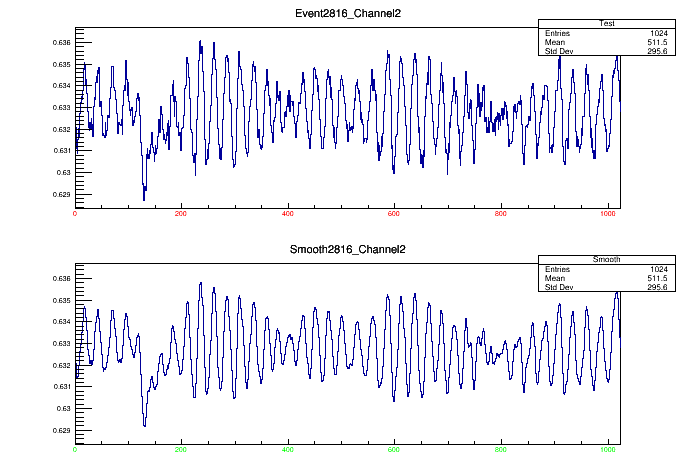 Event2816_Channel2
Test
Entries 1024
Mean 511.5
Std Dev 295.6
0.636
0.635
0.634
0.633
0.632
0.631
0.63
0.629
0 200 400 600 800 1000
Smooth2816_Channel2
Smooth
Entries 1024
Mean 511.5
Std Dev 295.6
0.636
0.635
0.634
0.633
0.632
0.631
0.63
0.629
0 200 400 600 800 1000